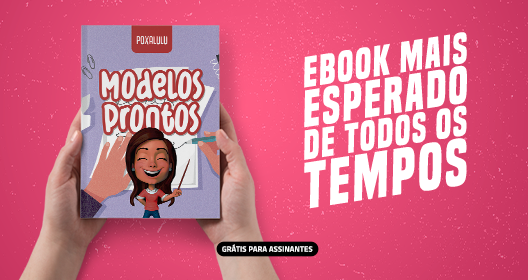 POXALULU
Modelos
Prontos
EBOOK MAIS
ESPERADO
DE TODOS OS
TEMPOS
GRÁTIS PARA ASSINANTES